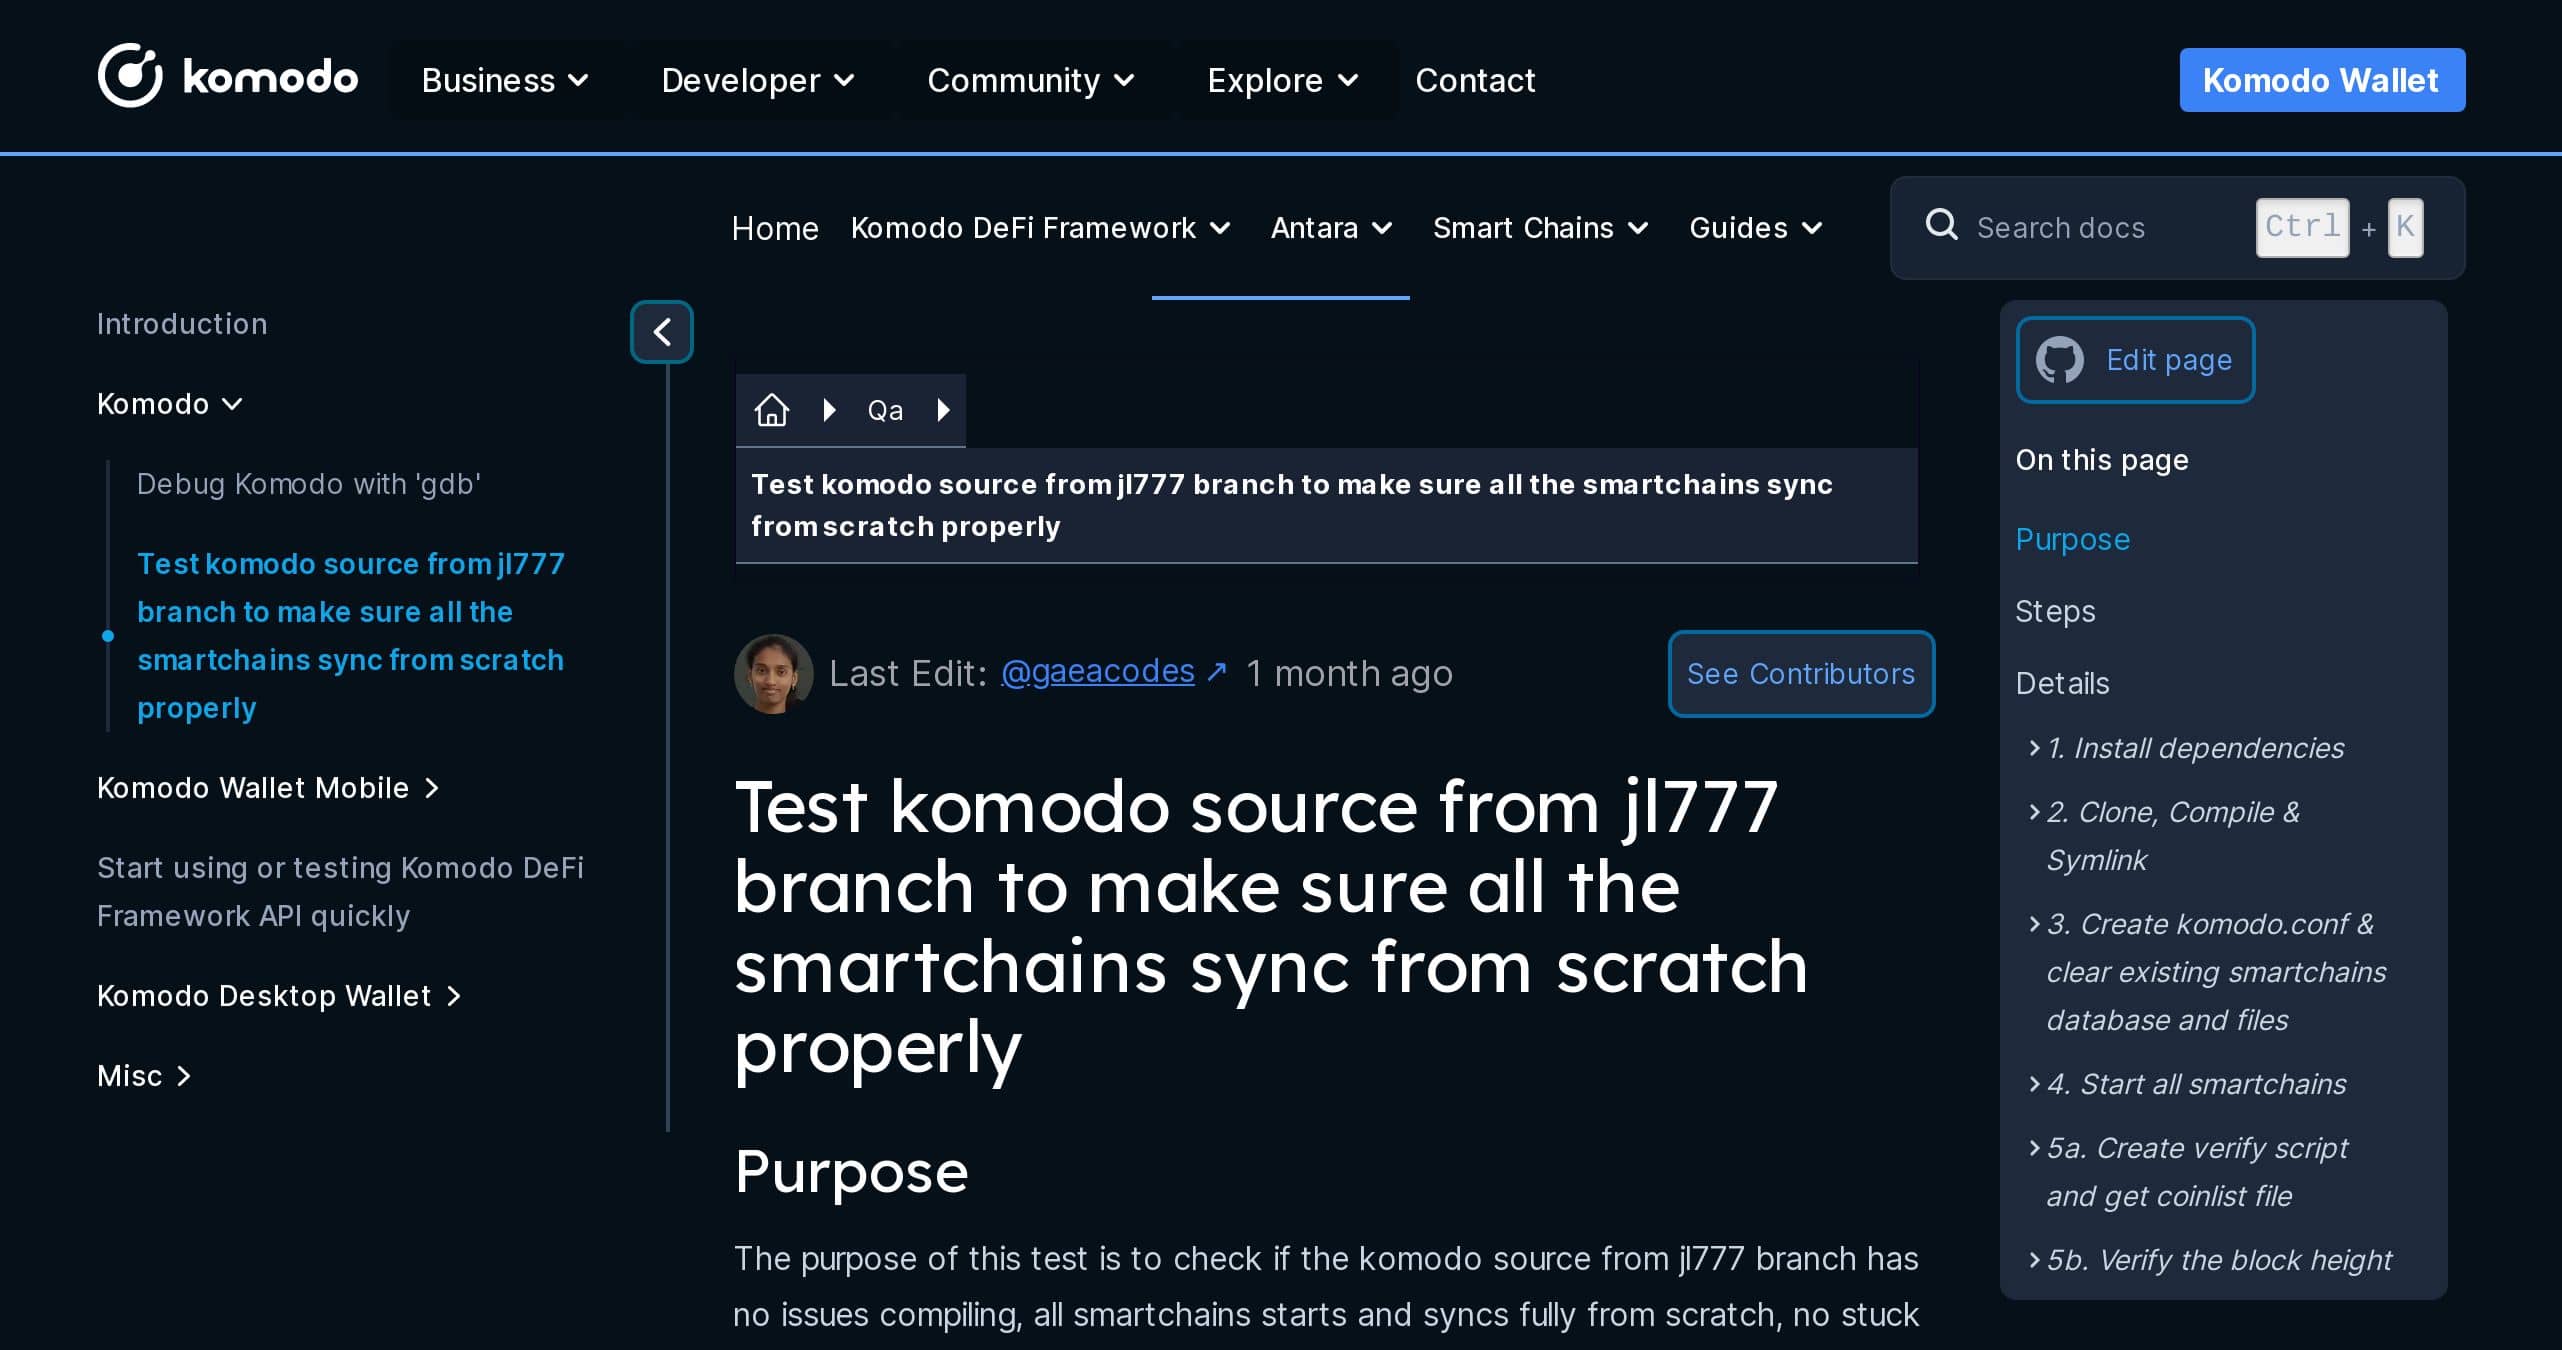 komodo
Business
Developer
Community
Explore
Contact
Komodo Wallet
Home
Komodo DeFi Framework
Antara
Smart Chains
Guides
Search docs
Ctrl + K
Introduction
Komodo
Debug Komodo with 'gdb'
Test komodo source from jl777
branch to make sure all the
smartchains sync from scratch
properly
Komodo Wallet Mobile
Start using or testing Komodo DeFi
Framework API quickly
Komodo Desktop Wallet
Misc
Qa
Test komodo source from jl777 branch to make sure all the smartchains sync
from scratch properly
Last Edit: @gaeacodes ↗ 1 month ago
See Contributors
Test komodo source from jl777
branch to make sure all the
smartchains sync from scratch
properly
Purpose
The purpose of this test is to check if the komodo source from jl777 branch has
no issues compiling, all smartchains starts and syncs fully from scratch, no stuck
Edit page
On this page
Purpose
Steps
Details
1. Install dependencies
2. Clone, Compile &
Symlink
3. Create komodo.conf &
clear existing smartchains
database and files
4. Start all smartchains
5a. Create verify script
and get coinlist file
5b. Verify the block height